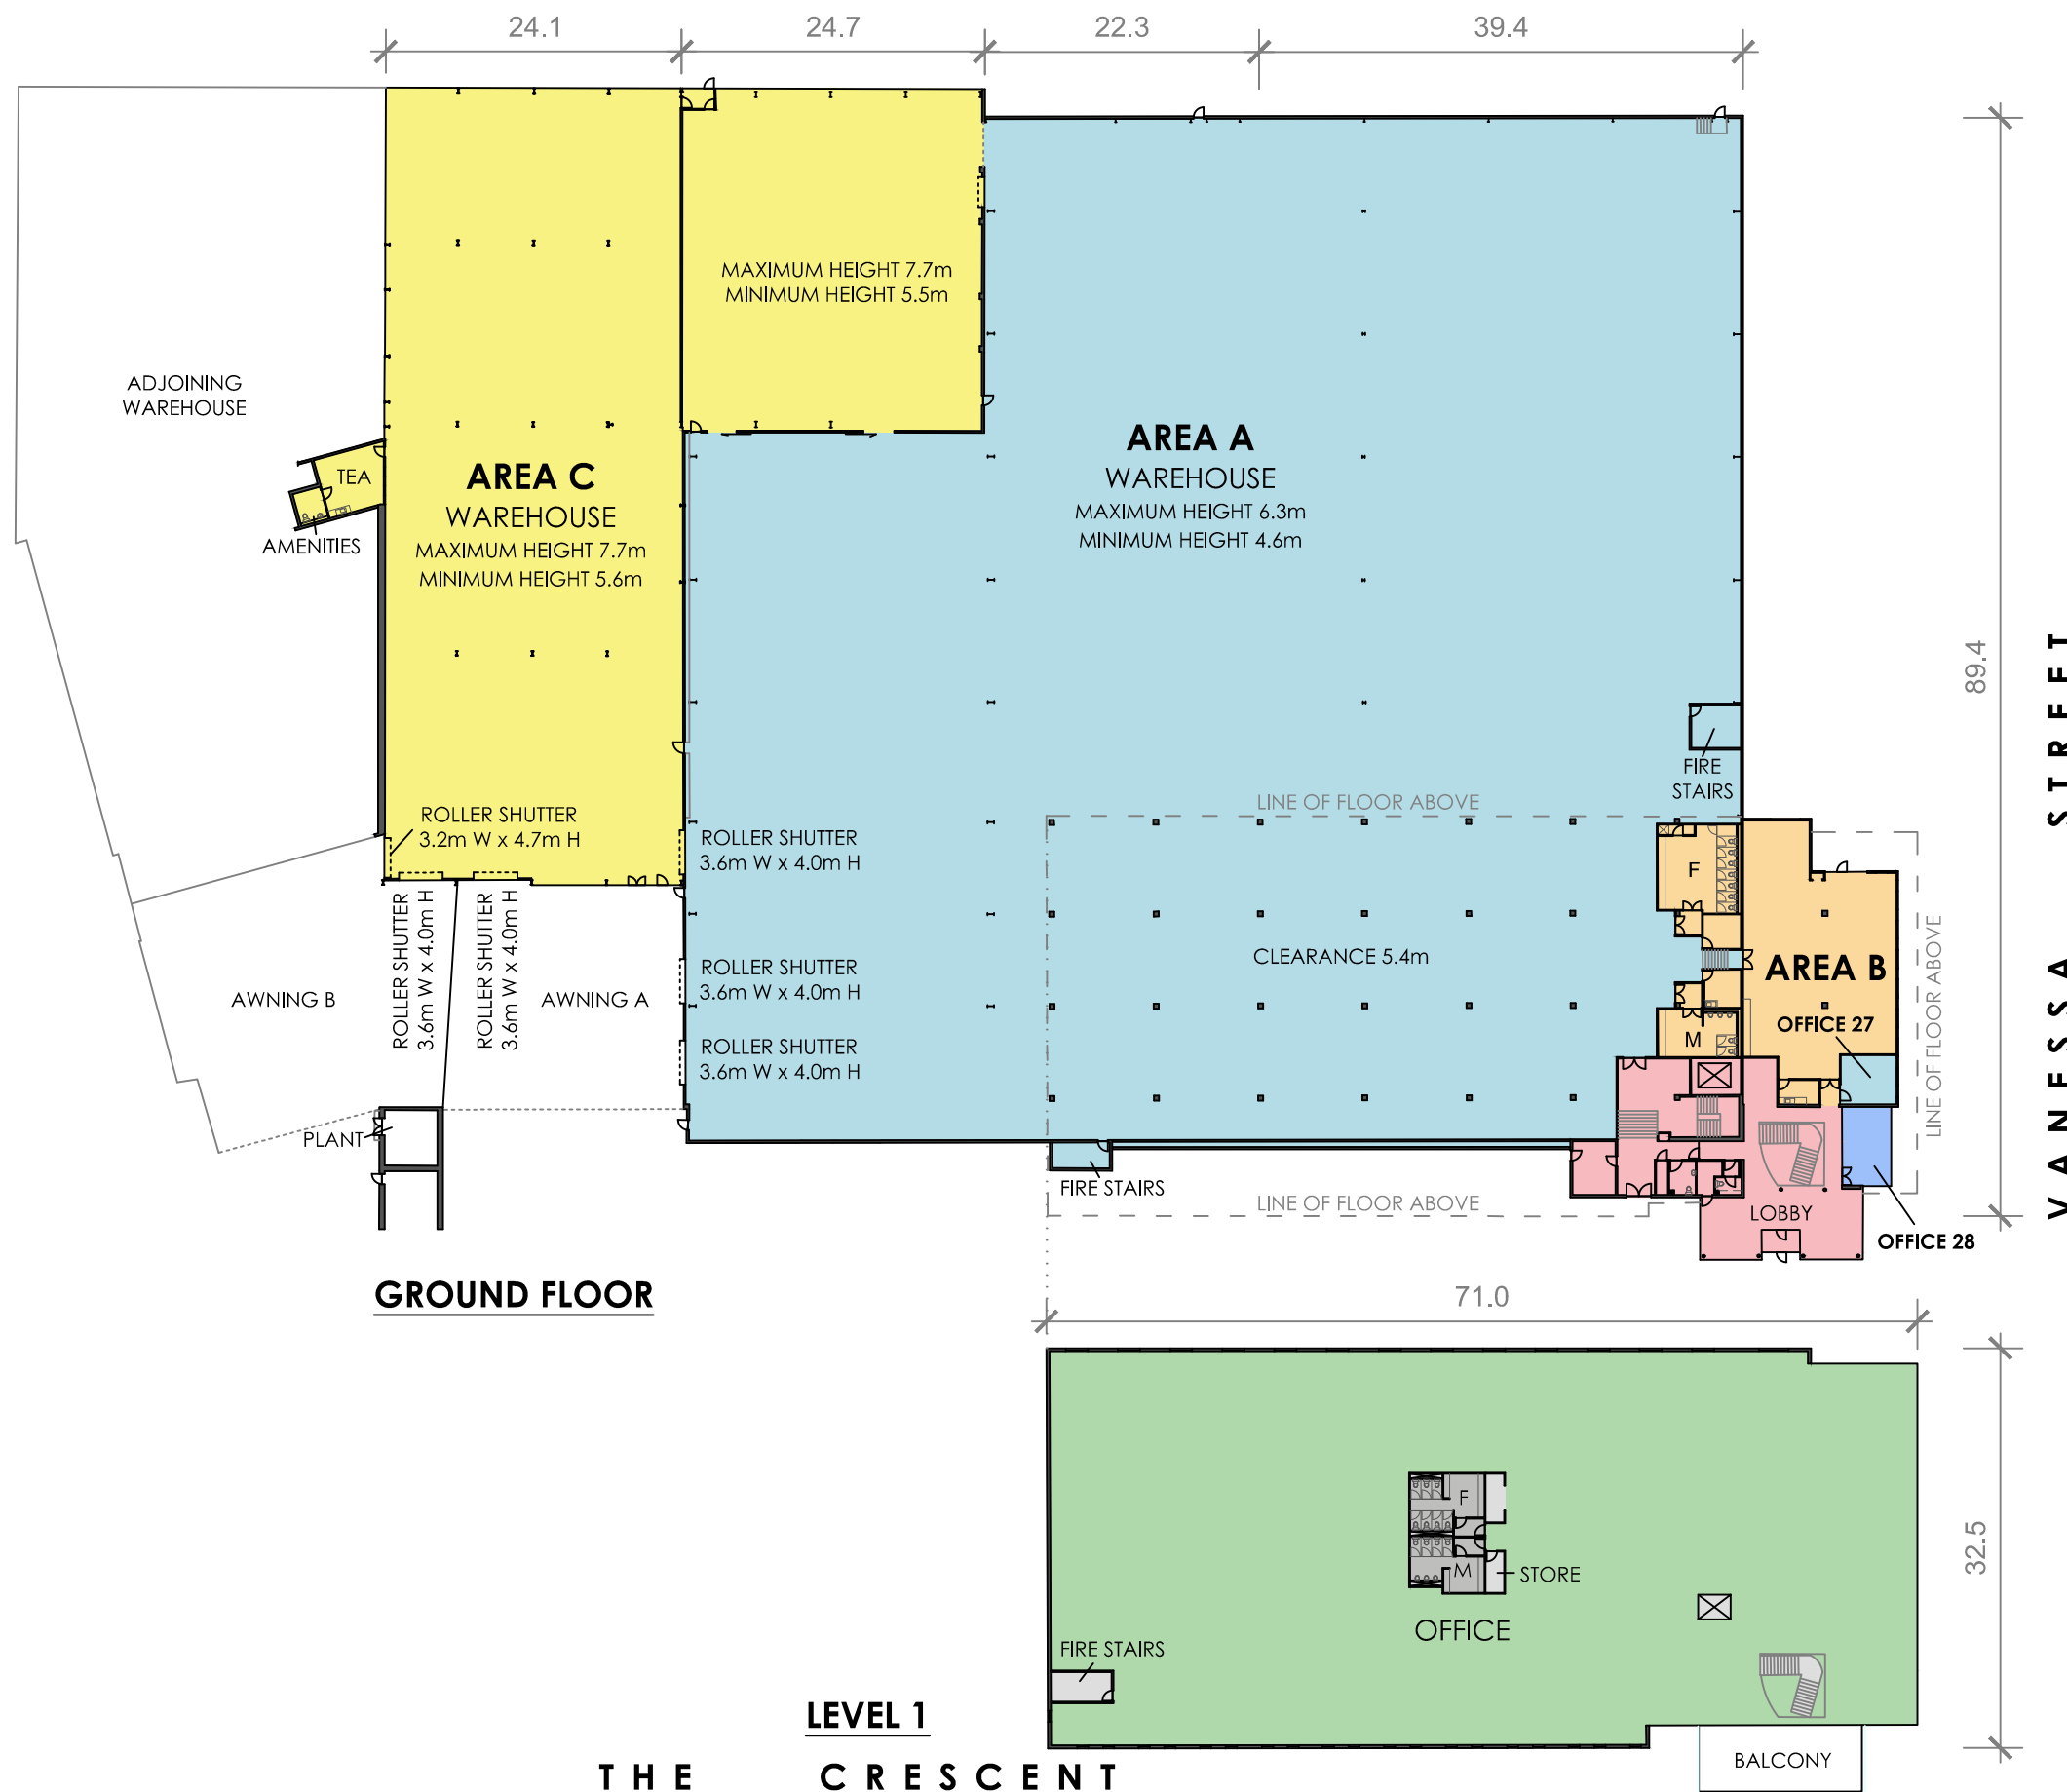 24.1
24.7
22.3
39.4
MAXIMUM HEIGHT 7.7m
MINIMUM HEIGHT 5.5m
ADJOINING
WAREHOUSE
TEA
AMENITIES
AREA C
WAREHOUSE
MAXIMUM HEIGHT 7.7m
MINIMUM HEIGHT 5.6m
AREA A
WAREHOUSE
MAXIMUM HEIGHT 6.3m
MINIMUM HEIGHT 4.6m
89.4
VANESSA STREET
FIRE
STAIRS
LINE OF FLOOR ABOVE
ROLLER SHUTTER
3.2m W x 4.7m H
ROLLER SHUTTER
3.6m W x 4.0m H
F
ROLLER SHUTTER
3.6m W x 4.0m H
ROLLER SHUTTER
3.6m W x 4.0m H
AWNING B
AWNING A
ROLLER SHUTTER
3.6m W x 4.0m H
CLEARANCE 5.4m
AREA B
LINE OF FLOOR ABOVE
OFFICE 27
M
ROLLER SHUTTER
3.6m W x 4.0m H
PLANT
FIRE STAIRS
LINE OF FLOOR ABOVE
LOBBY
OFFICE 28
GROUND FLOOR
71.0
32.5
F
M
STORE
OFFICE
FIRE STAIRS
LEVEL 1
BALCONY
THE CRESCENT